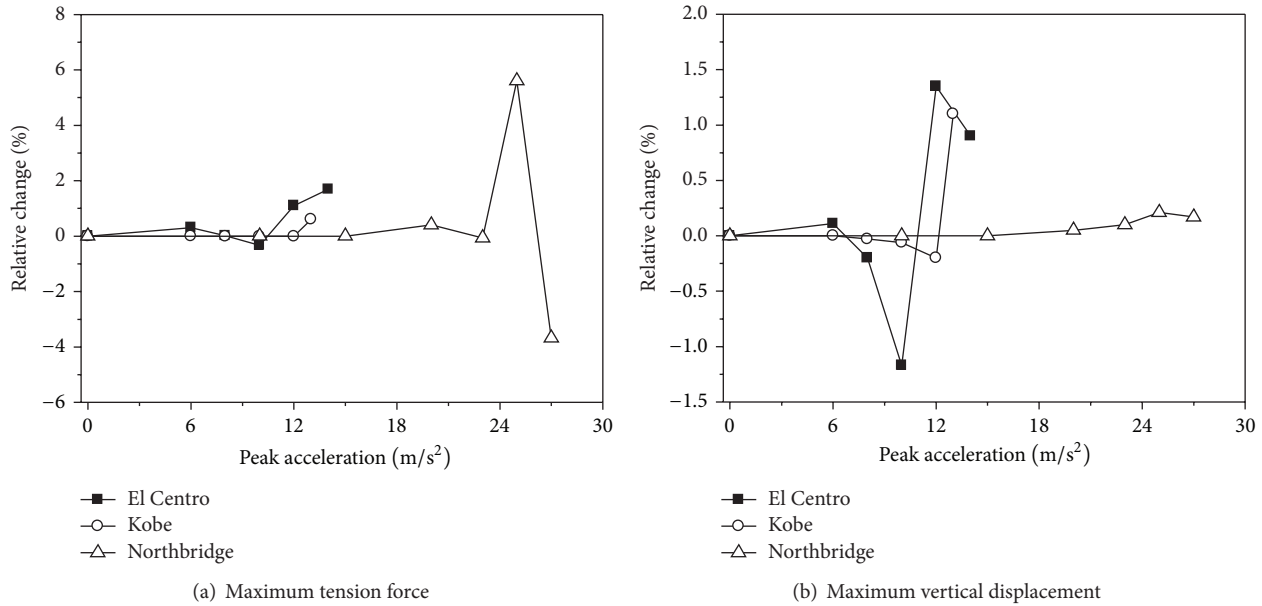 8
6
4
2
0
−2
−4
−6
Relative change (%)
0 6 12 18 24 30
Peak acceleration (m/s²)
El Centro
Kobe
Northbridge
(a) Maximum tension force
2.0
1.5
1.0
0.5
0.0
−0.5
−1.0
−1.5
Relative change (%)
0 6 12 18 24 30
Peak acceleration (m/s²)
El Centro
Kobe
Northbridge
(b) Maximum vertical displacement